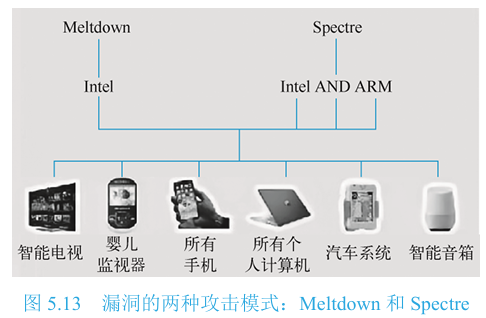 Meltdown Spectre
Intel Intel AND ARM
智能电视 婴儿监视器 所有手机 所有个人计算机 汽车系统 智能音箱
图 5.13 漏洞的两种攻击模式：Meltdown 和 Spectre